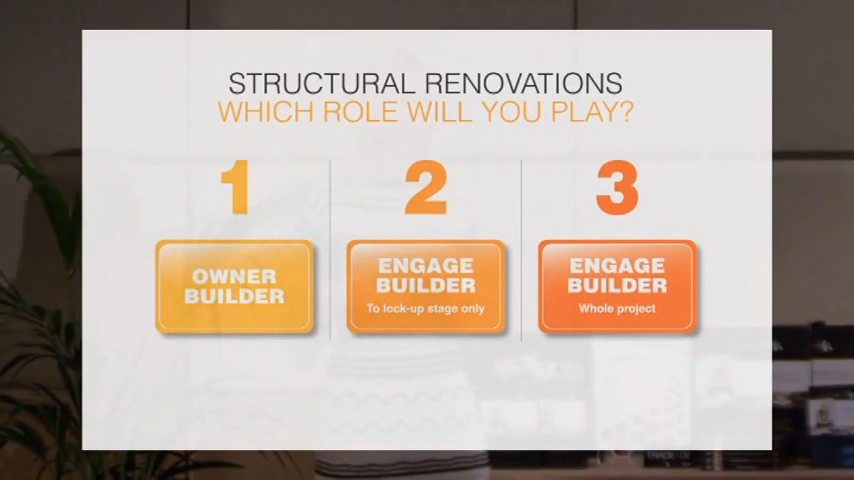 STRUCTURAL RENOVATIONS
WHICH ROLE WILL YOU PLAY?
1
2
3
OWNER
BUILDER
ENGAGE
BUILDER
To lock-up stage only
ENGAGE
BUILDER
Whole project